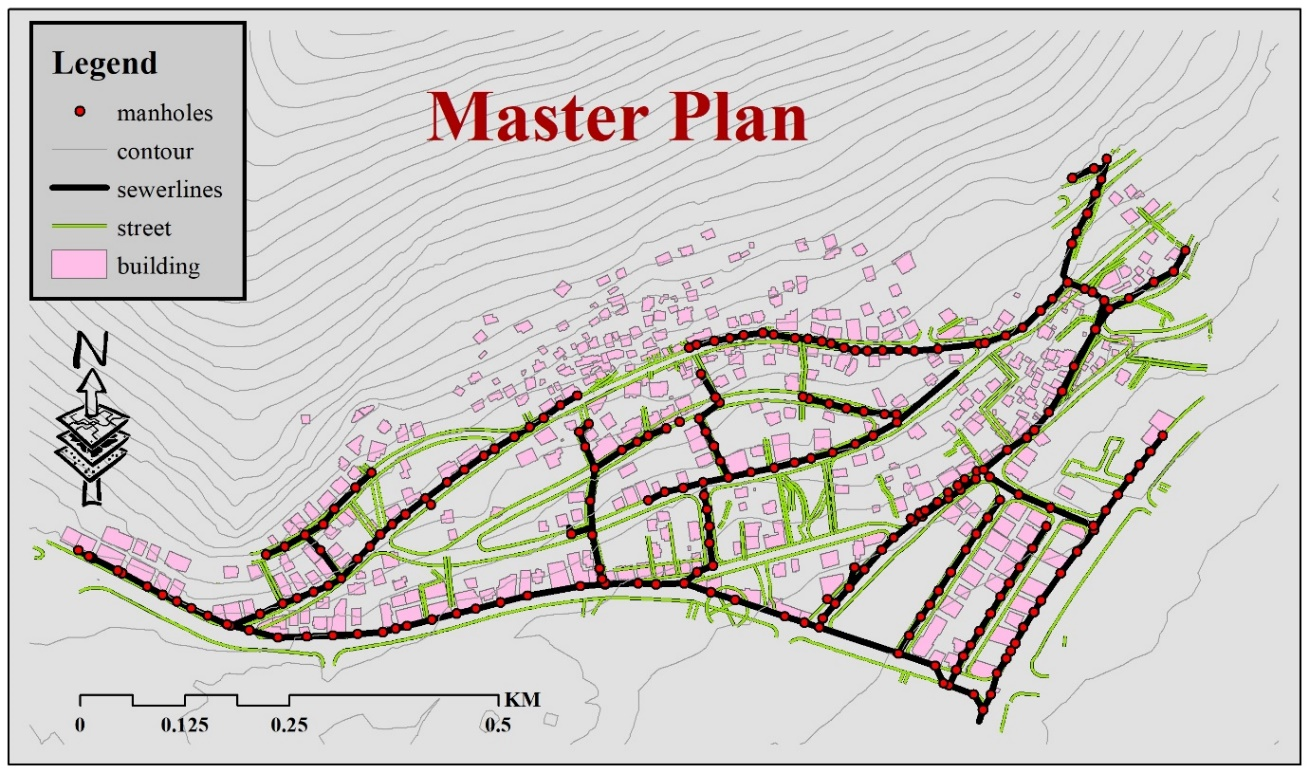 Legend
manholes
contour
sewerlines
street
building
Master Plan
N
KM
0 0.125 0.25 0.5